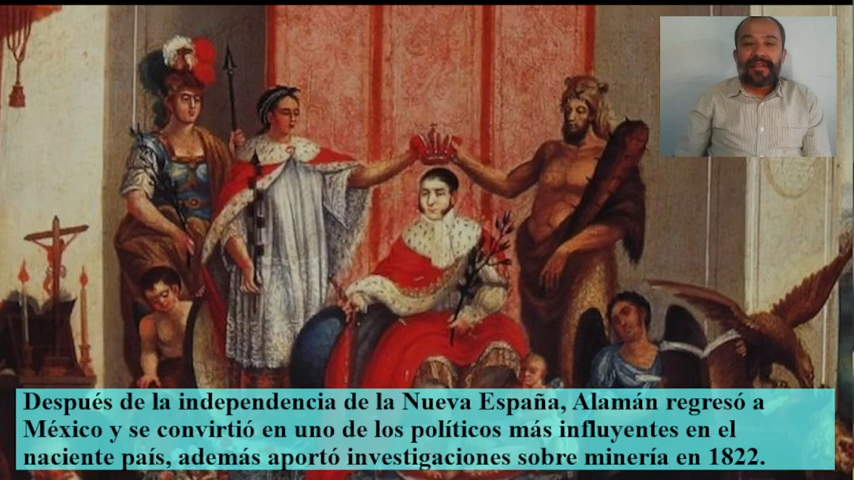 Después de la independencia de la Nueva España, Alamán regresó a
México y se convirtió en uno de los políticos más influyentes en el
naciente país, además aportó investigaciones sobre minería en 1822.